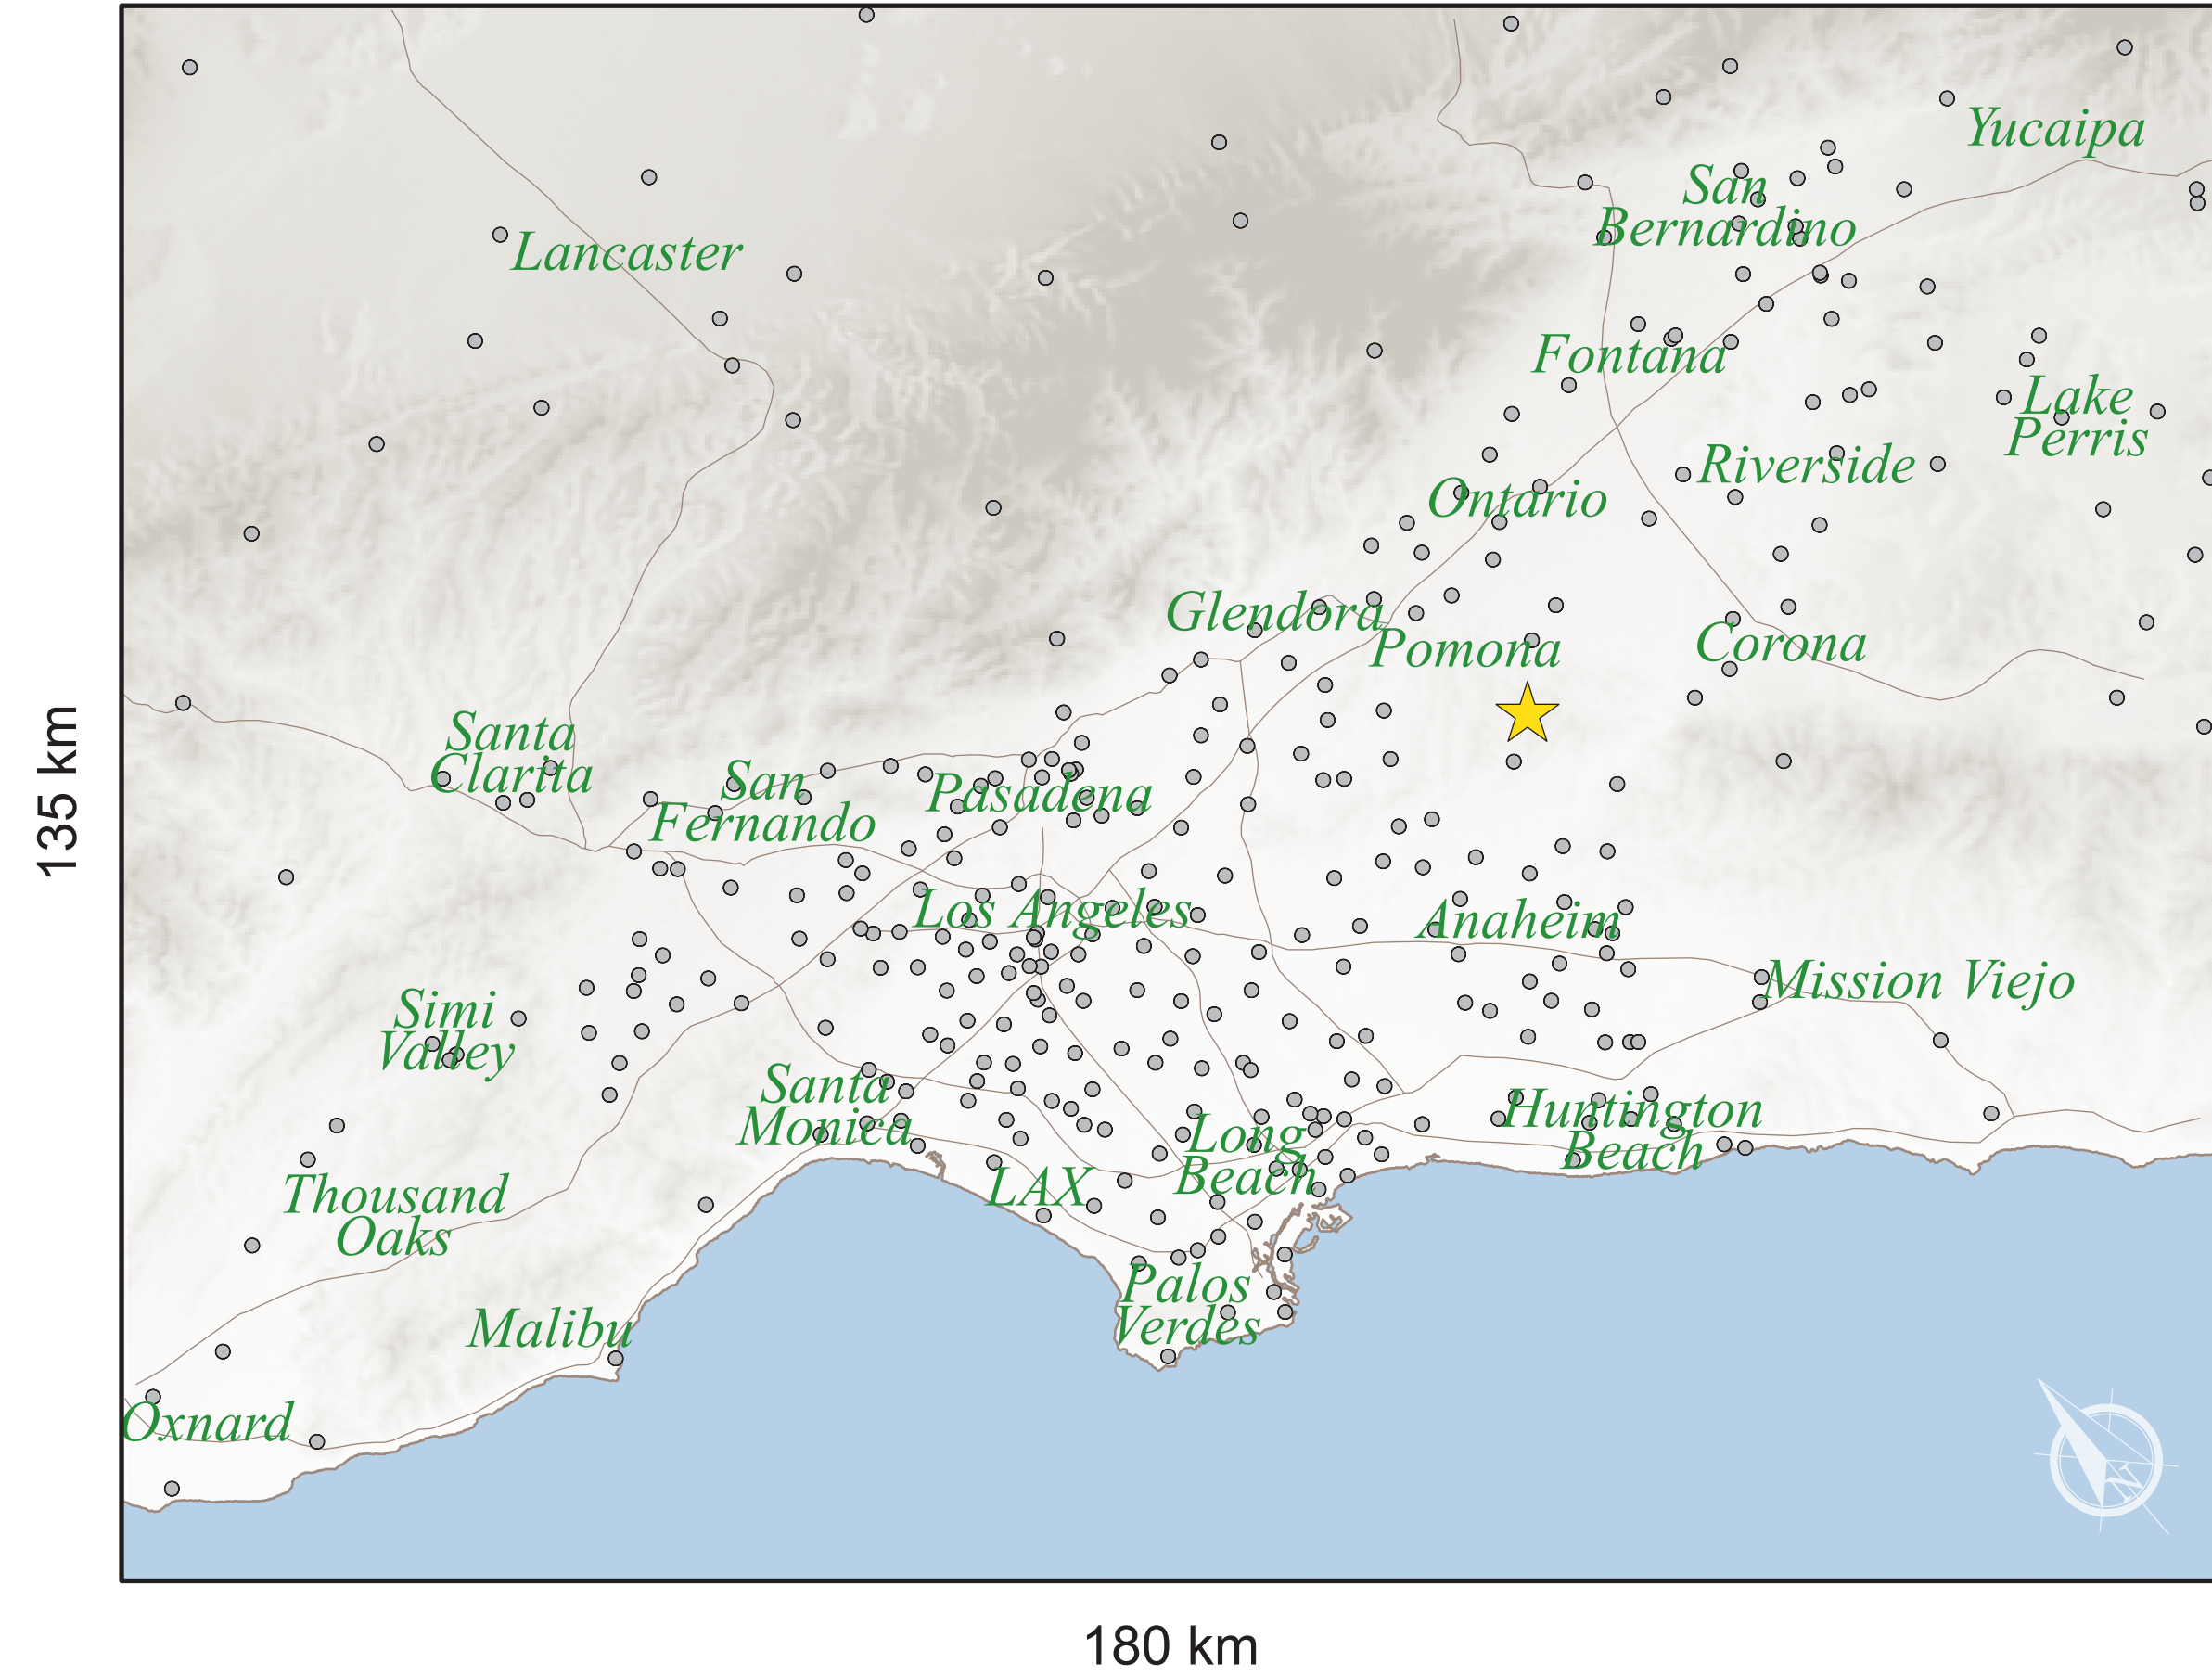 Yucaipa
San
Bernardino
Lancaster
Fontana
Lake
Perris
Riverside
Ontario
Glendora
Pomona
Corona
Santa
Clarita
San
Fernando
Pasadena
Los Angeles
Anaheim
Mission Viejo
Simi
Valley
Santa
Monica
Huntington
Beach
Long
Beach
LAX
Thousand
Oaks
Palos
Verdes
Malibu
Oxnard
N
135 km
180 km